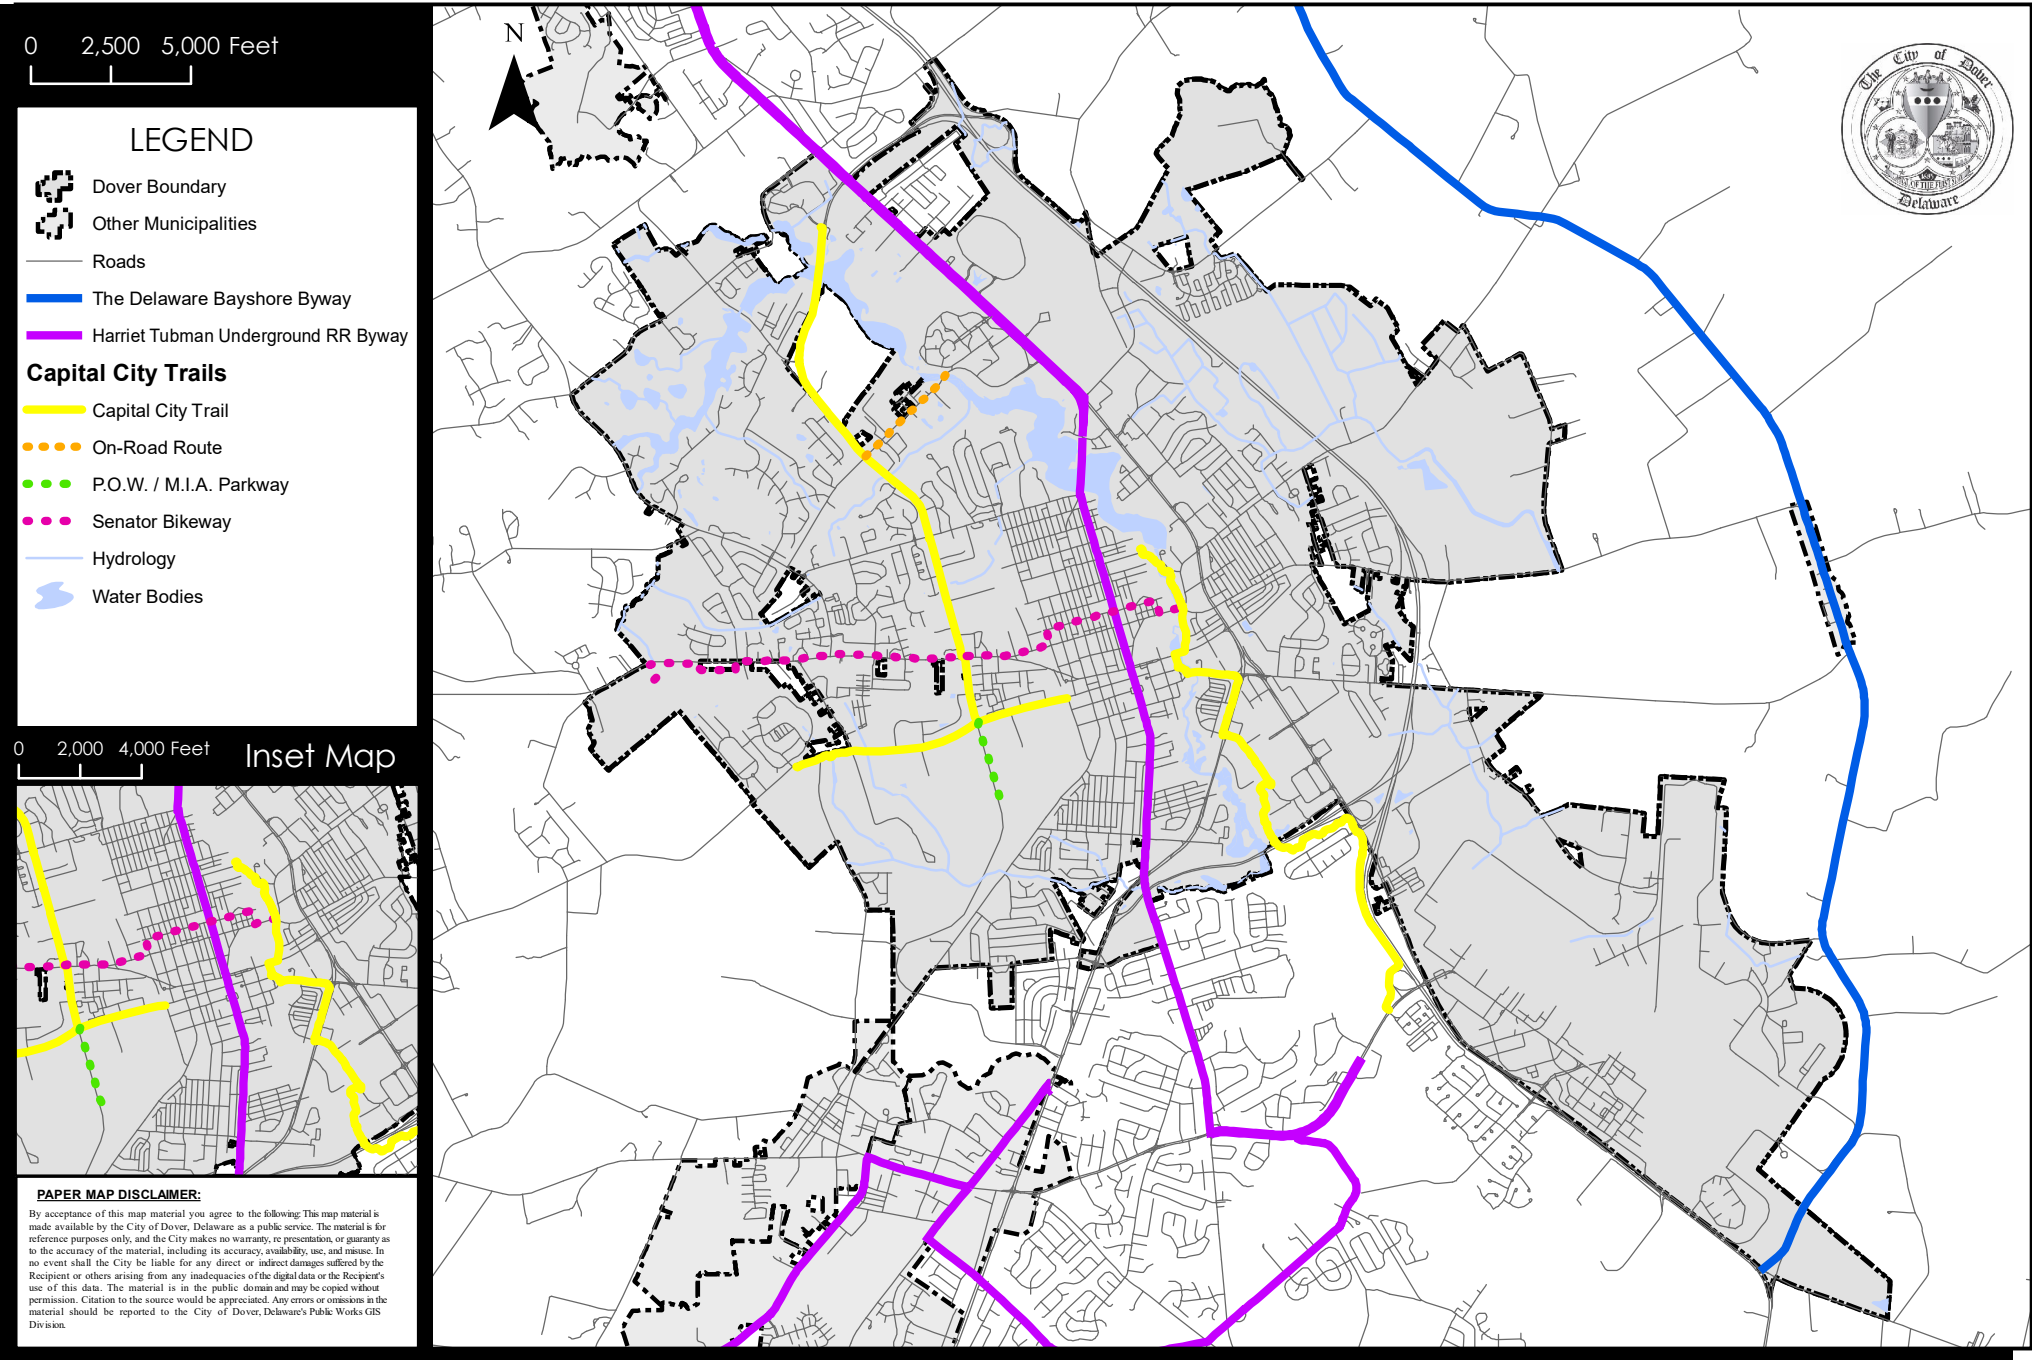 0 2,500 5,000 Feet
LEGEND
Dover Boundary
Other Municipalities
Roads
The Delaware Bayshore Byway
Harriet Tubman Underground RR Byway
Capital City Trails
Capital City Trail
On-Road Route
P.O.W. / M.I.A. Parkway
Senator Bikeway
Hydrology
Water Bodies
0 2,000 4,000 Feet
Inset Map
PAPER MAP DISCLAIMER:
By acceptance of this map material you agree to the following: This map material is
made available by the City of Dover, Delaware as a public service. The material is for
reference purposes only, and the City makes no warranty, re presentation, or guaranty as
to the accuracy of the material, including its accuracy, availability, use, and misuse. In
no event shall the City be liable for any direct or indirect damages suffered by the
Recipient or others arising from any inadequacies of the digital data or the Recipient's
use of this data. The material is in the public domain and may be copied without
permission. Citation to the source would be appreciated. Any errors or omissions in the
material should be reported to the City of Dover, Delaware's Public Works GIS
Division.
N
The City of Dover
Delaware